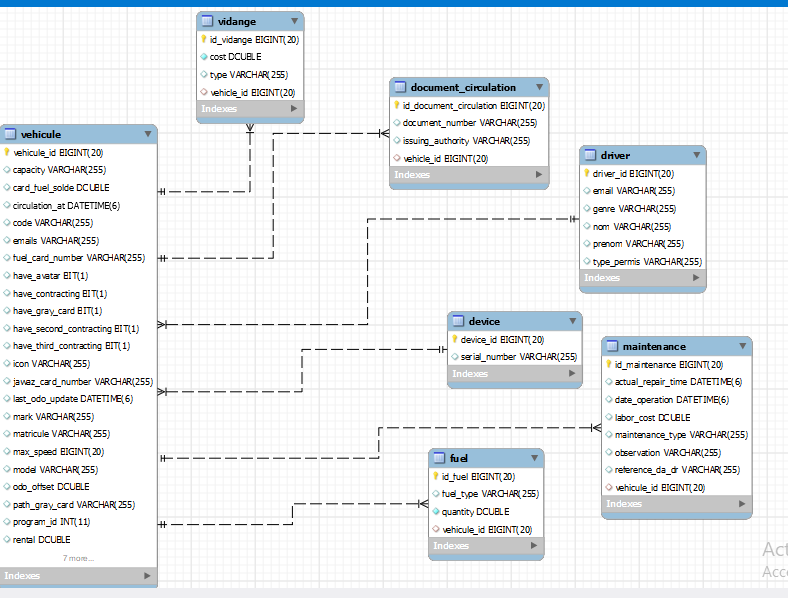 vidange
id_vidange BIGINT(20)
cost DOUBLE
type VARCHAR(255)
vehicle_id BIGINT(20)
Indexes
document_circulation
id_document_circulation BIGINT(20)
document_number VARCHAR(255)
issuing_authority VARCHAR(255)
vehicle_id BIGINT(20)
Indexes
vehicule
vehicule_id BIGINT(20)
capacity VARCHAR(255)
card_fuel_solde DOUBLE
circulation_at DATETIME(6)
code VARCHAR(255)
emails VARCHAR(255)
fuel_card_number VARCHAR(255)
have_avatar BIT(1)
have_contracting BIT(1)
have_gray_card BIT(1)
have_second_contracting BIT(1)
have_third_contracting BIT(1)
icon VARCHAR(255)
javaz_card_number VARCHAR(255)
last_odo_update DATETIME(6)
mark VARCHAR(255)
matricule VARCHAR(255)
max_speed BIGINT(20)
model VARCHAR(255)
odo_offset DOUBLE
path_gray_card VARCHAR(255)
program_id INT(11)
rental DOUBLE
7 more...
Indexes
driver
driver_id BIGINT(20)
email VARCHAR(255)
genre VARCHAR(255)
nom VARCHAR(255)
prenom VARCHAR(255)
type_permis VARCHAR(255)
Indexes
device
device_id BIGINT(20)
serial_number VARCHAR(255)
Indexes
maintenance
id_maintenance BIGINT(20)
actual_repair_time DATETIME(6)
date_operation DATETIME(6)
labor_cost DOUBLE
maintenance_type VARCHAR(255)
observation VARCHAR(255)
reference_da_dr VARCHAR(255)
vehicule_id BIGINT(20)
Indexes
fuel
id_fuel BIGINT(20)
fuel_type VARCHAR(255)
quantity DOUBLE
vehicule_id BIGINT(20)
Indexes
Act
Acc